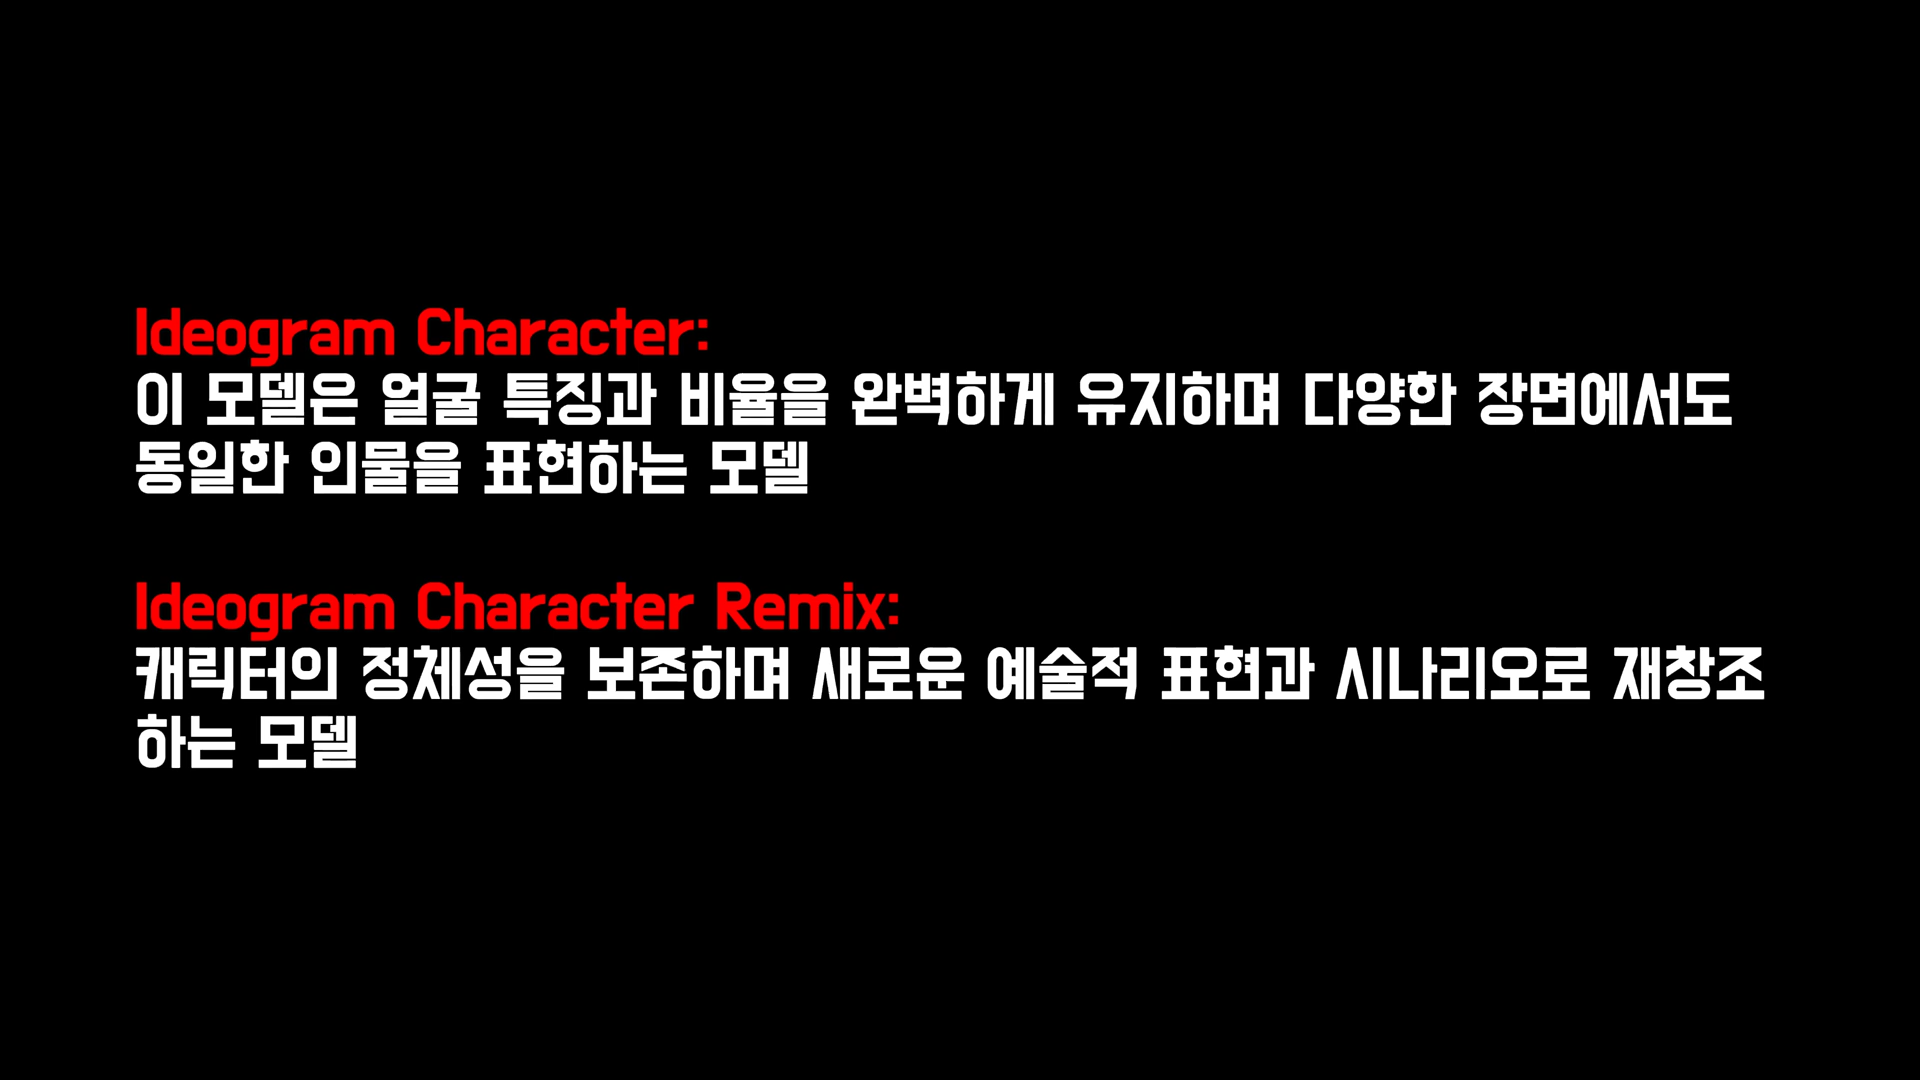 Ideogram Character:
이 모델은 얼굴 특징과 비율을 완벽하게 유지하며 다양한 장면에서도
동일한 인물을 표현하는 모델
Ideogram Character Remix:
캐릭터의 정체성을 보존하며 새로운 예술적 표현과 시나리오로 재창조
하는 모델